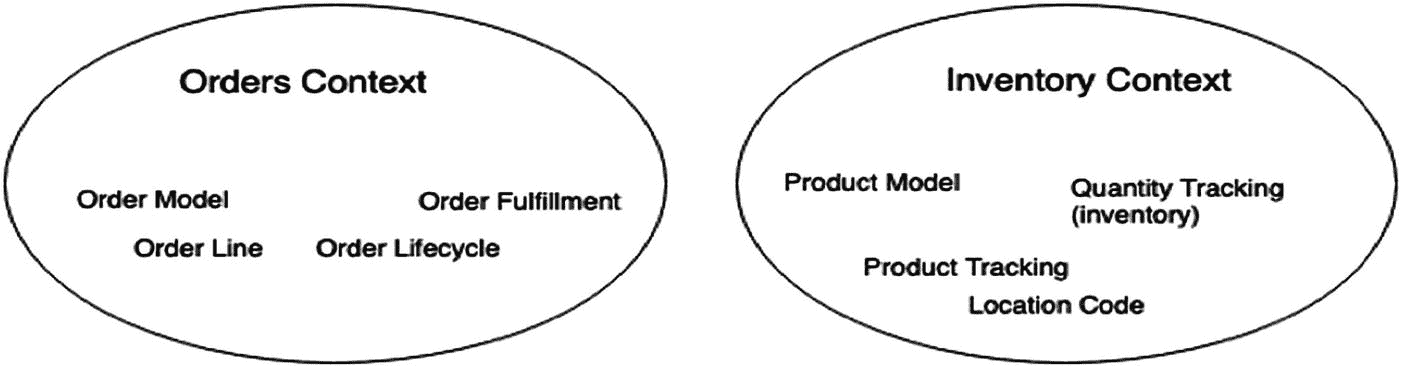 Orders Context
Order Model
Order Fulfillment
Order Line
Order Lifecycle
Inventory Context
Product Model
Quantity Tracking
(inventory)
Product Tracking
Location Code